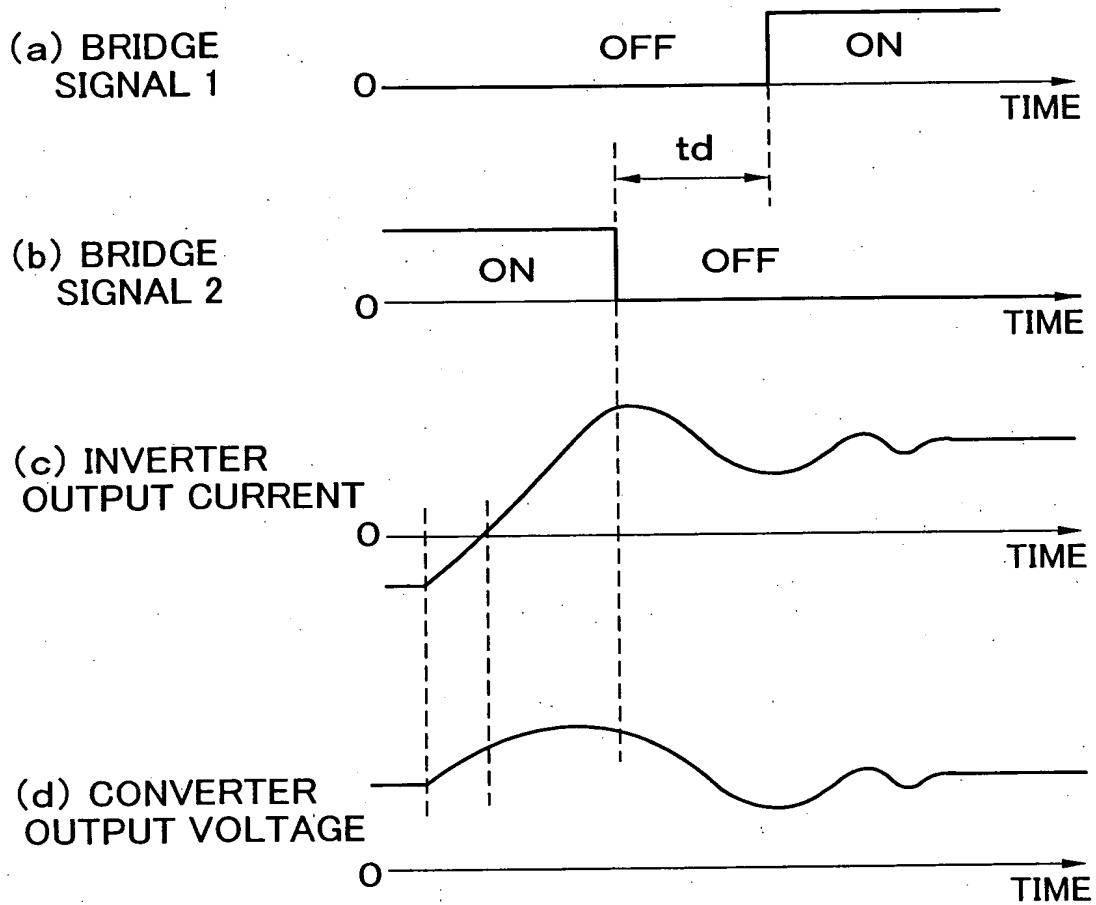 (a) BRIDGE
SIGNAL 1
OFF
ON
0
TIME
td
(b) BRIDGE
SIGNAL 2
ON
OFF
0
TIME
(c) INVERTER
OUTPUT CURRENT
0
TIME
(d) CONVERTER
OUTPUT VOLTAGE
0
TIME